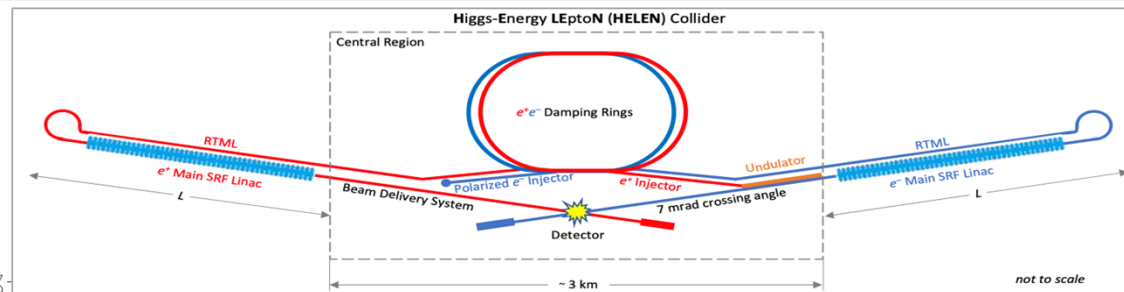 Higgs-Energy LEptoN (HELEN) Collider
Central Region
e⁺e⁻ Damping Rings
RTML
RTML
e⁺ Main SRF Linac
Polarized e⁻ Injector
e⁺ Injector
Undulator
e⁻ Main SRF Linac
L
Beam Delivery System
7 mrad crossing angle
L
Detector
~ 3 km
not to scale